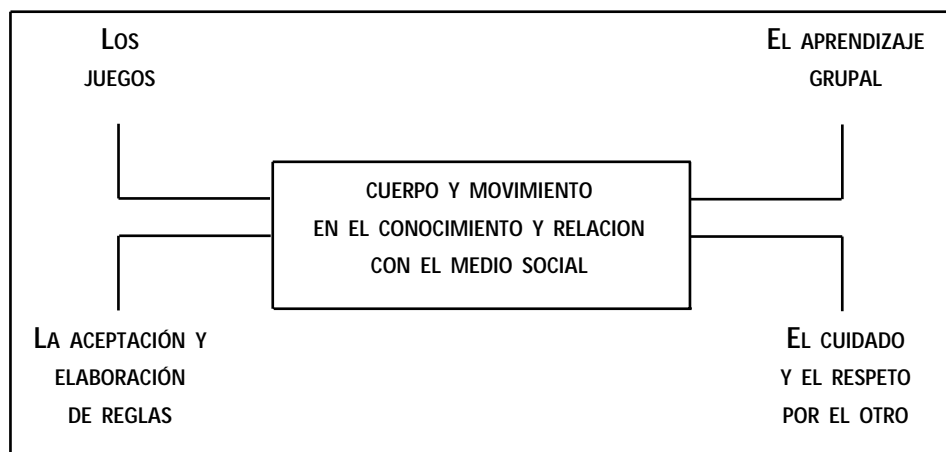 LOS
JUEGOS
EL APRENDIZAJE
GRUPAL
CUERPO Y MOVIMIENTO
EN EL CONOCIMIENTO Y RELACION
CON EL MEDIO SOCIAL
LA ACEPTACIÓN Y
ELABORACIÓN
DE REGLAS
EL CUIDADO
Y EL RESPETO
POR EL OTRO